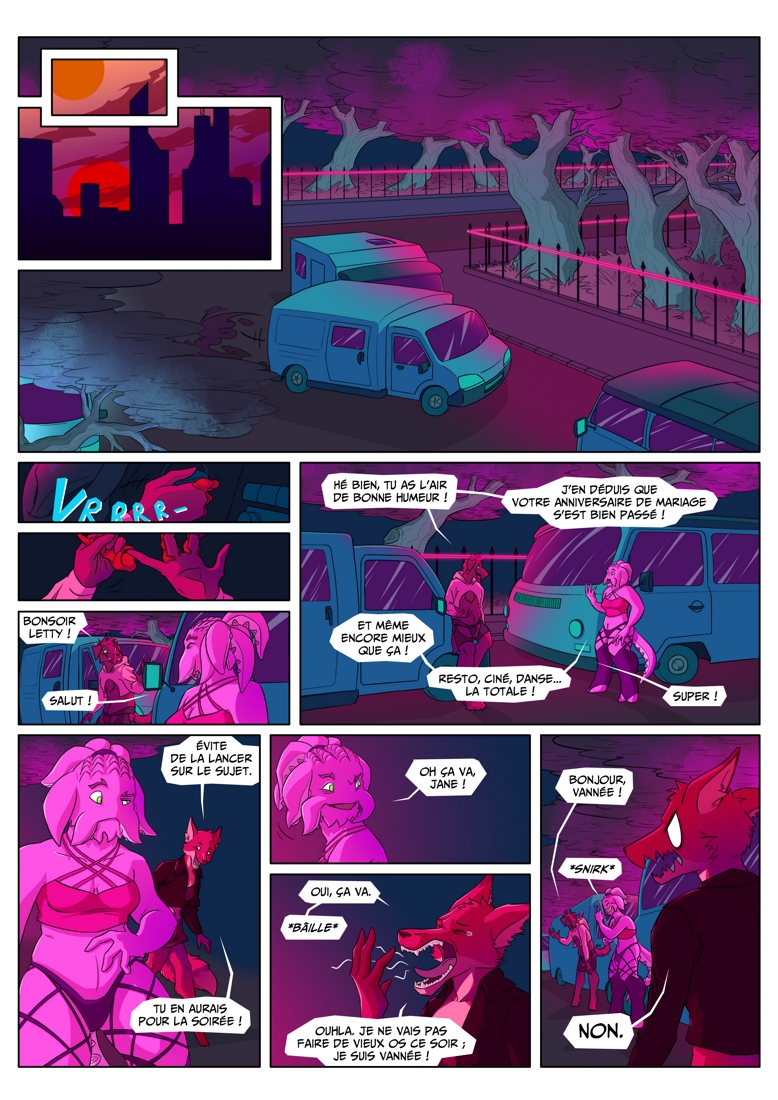 VRRRR-
BONSOIR
LETTY !
SALUT !
HÉ BIEN, TU AS L'AIR
DE BONNE HUMEUR !
J'EN DÉDUIS QUE
VOTRE ANNIVERSAIRE DE MARIAGE
S'EST BIEN PASSÉ !
ET MÊME
ENCORE MIEUX
QUE ÇA !
RESTO, CINÉ, DANSE...
LA TOTALE !
SUPER !
ÉVITE
DE LA LANCER
SUR LE SUJET.
TU EN AURAIS
POUR LA SOIRÉE !
OH ÇA VA,
JANE !
OUI, ÇA VA.
*BÂILLE*
OUHLA. JE NE VAIS PAS
FAIRE DE VIEUX OS CE SOIR ;
JE SUIS VANNÉE !
BONJOUR,
VANNÉE !
*SNIRK*
NON.